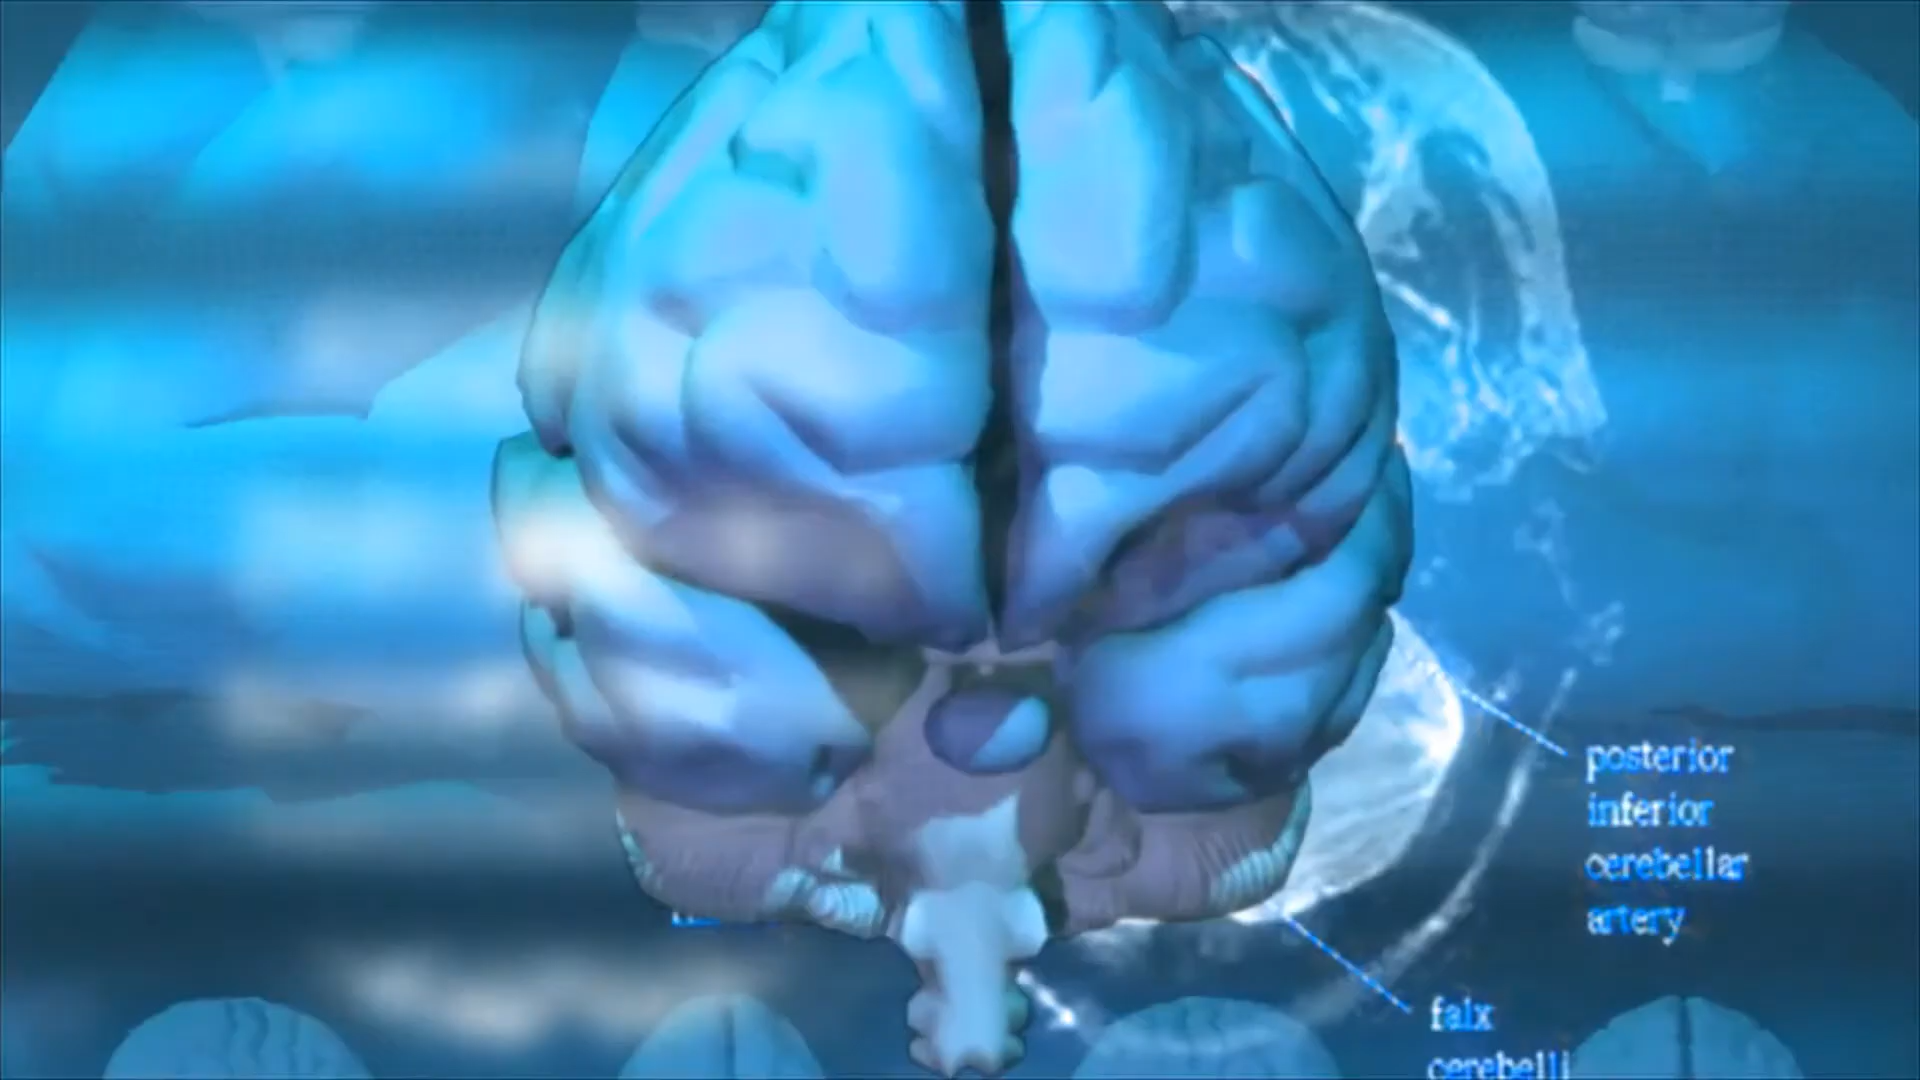 posterior
inferior
cerebellar
artery
falx
cerebelli